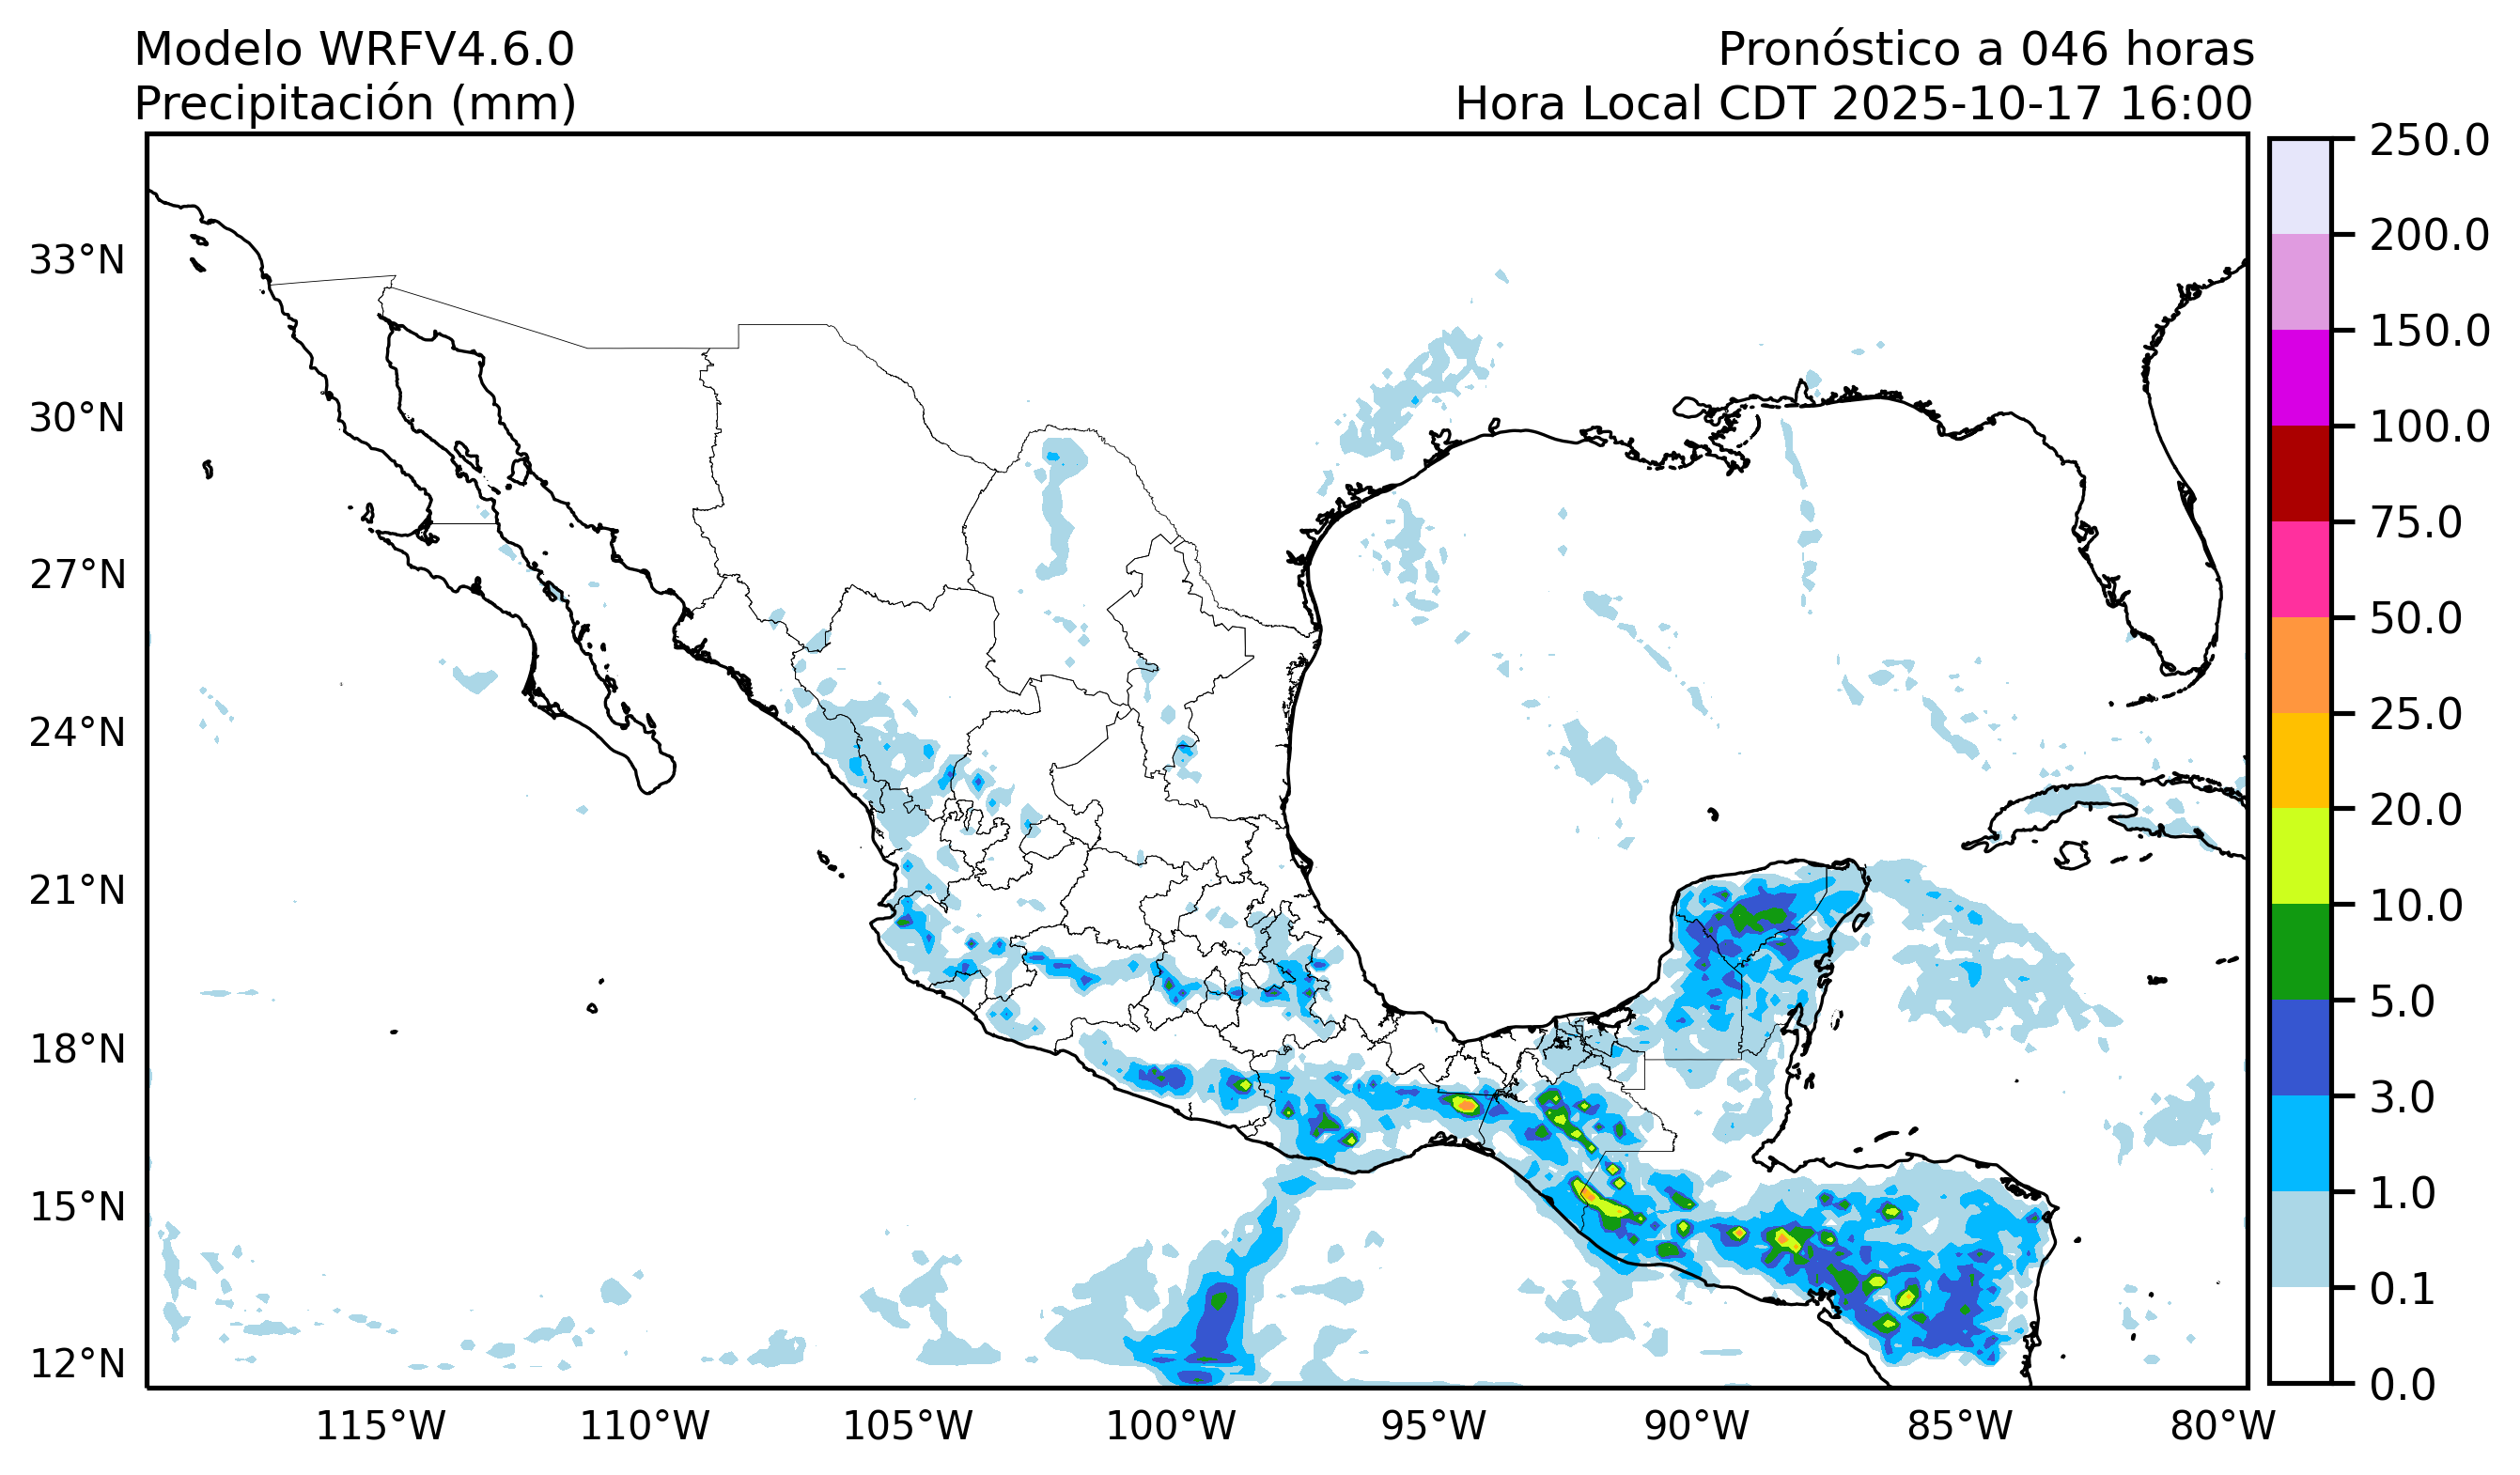 Modelo WRFV4.6.0
Precipitación (mm)
Pronóstico a 046 horas
Hora Local CDT 2025-10-17 16:00
33°N
30°N
27°N
24°N
21°N
18°N
15°N
12°N
115°W
110°W
105°W
100°W
95°W
90°W
85°W
80°W
250.0
200.0
150.0
100.0
75.0
50.0
25.0
20.0
10.0
5.0
3.0
1.0
0.1
0.0